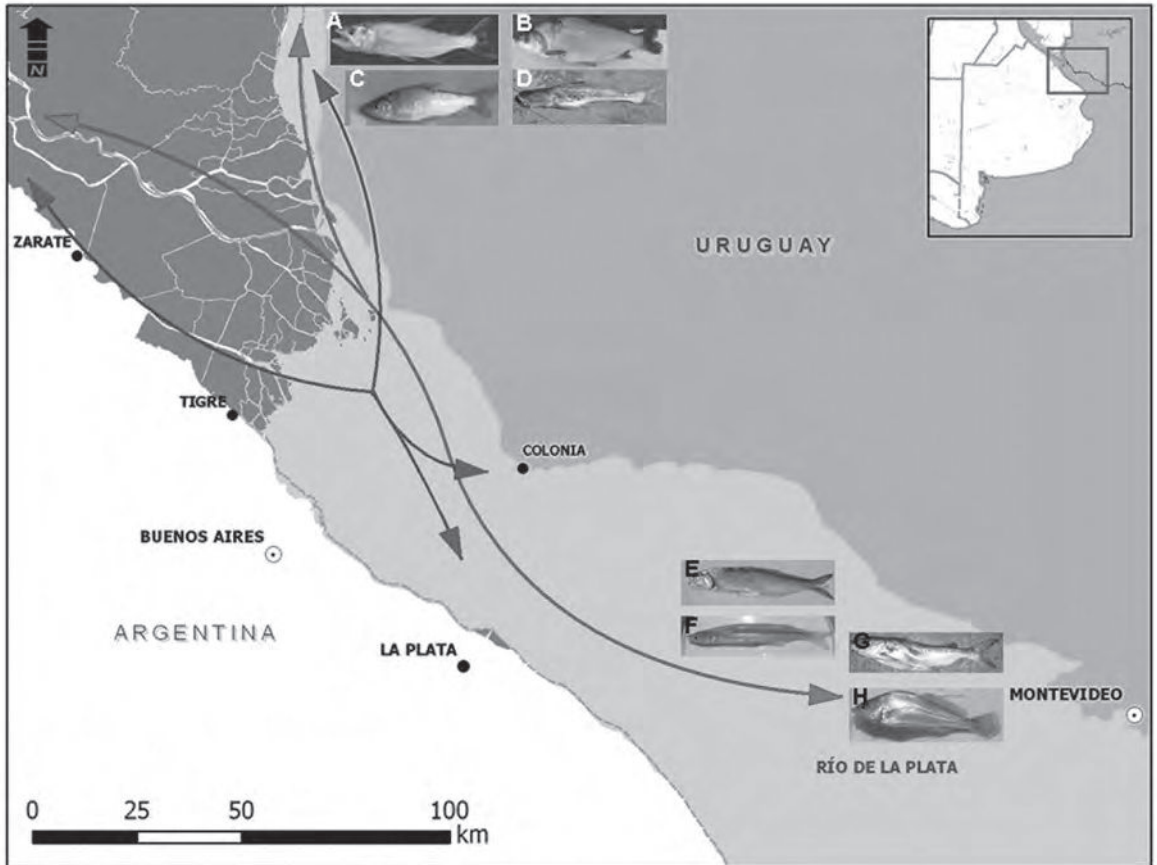 N
A
B
C
D
ZARATE
URUGUAY
TIGRE
COLONIA
BUENOS AIRES
ARGENTINA
LA PLATA
E
F
G
H
MONTEVIDEO
RÍO DE LA PLATA
0 25 50 100
km